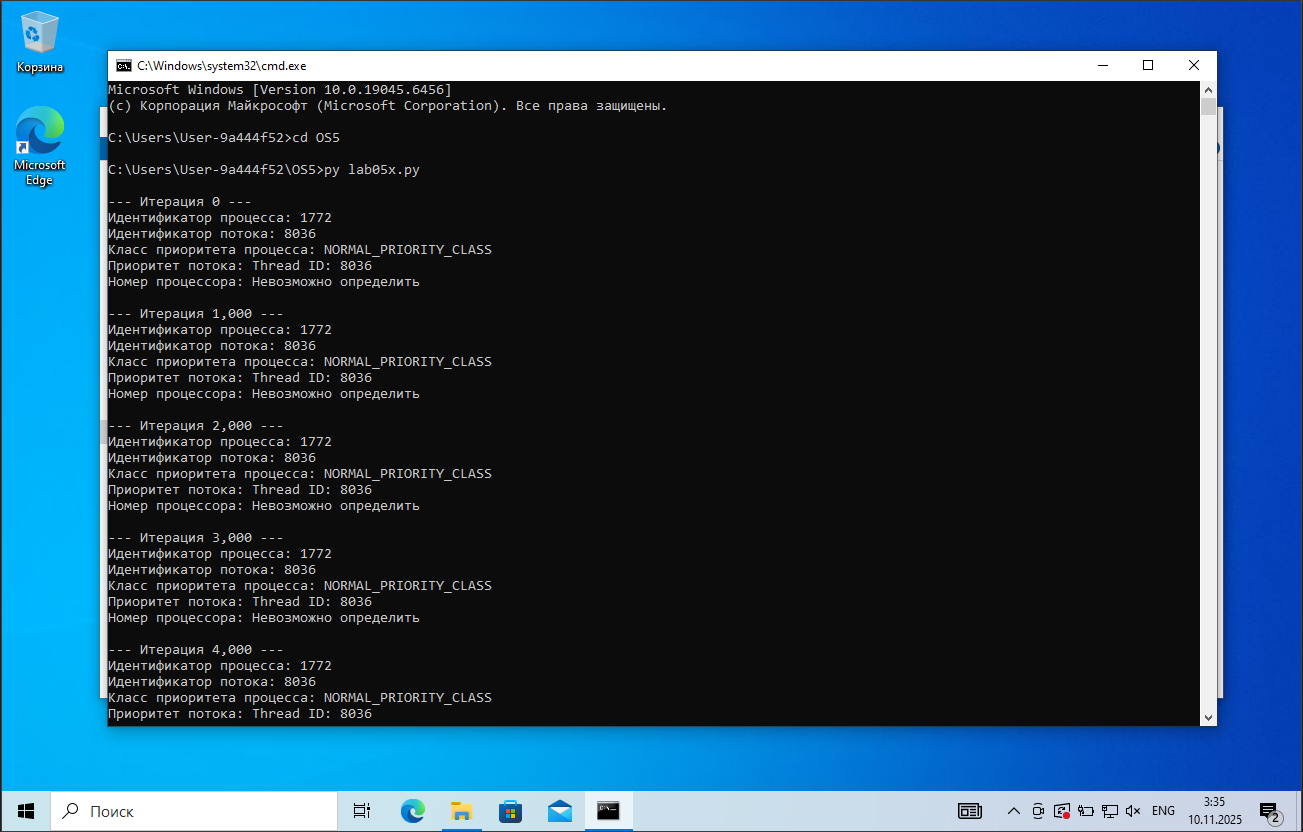 Корзина
Microsoft
Edge
C:\Windows\system32\cmd.exe
Microsoft Windows [Version 10.0.19045.6456]
(c) Корпорация Майкрософт (Microsoft Corporation). Все права защищены.
C:\Users\User-9a444f52>cd OS5
C:\Users\User-9a444f52\OS5>py lab05x.py
--- Итерация 0 ---
Идентификатор процесса: 1772
Идентификатор потока: 8036
Класс приоритета процесса: NORMAL_PRIORITY_CLASS
Приоритет потока: Thread ID: 8036
Номер процессора: Невозможно определить
--- Итерация 1,000 ---
Идентификатор процесса: 1772
Идентификатор потока: 8036
Класс приоритета процесса: NORMAL_PRIORITY_CLASS
Приоритет потока: Thread ID: 8036
Номер процессора: Невозможно определить
--- Итерация 2,000 ---
Идентификатор процесса: 1772
Идентификатор потока: 8036
Класс приоритета процесса: NORMAL_PRIORITY_CLASS
Приоритет потока: Thread ID: 8036
Номер процессора: Невозможно определить
--- Итерация 3,000 ---
Идентификатор процесса: 1772
Идентификатор потока: 8036
Класс приоритета процесса: NORMAL_PRIORITY_CLASS
Приоритет потока: Thread ID: 8036
Номер процессора: Невозможно определить
--- Итерация 4,000 ---
Идентификатор процесса: 1772
Идентификатор потока: 8036
Класс приоритета процесса: NORMAL_PRIORITY_CLASS
Приоритет потока: Thread ID: 8036
Поиск
ENG
3:35
10.11.2025
2